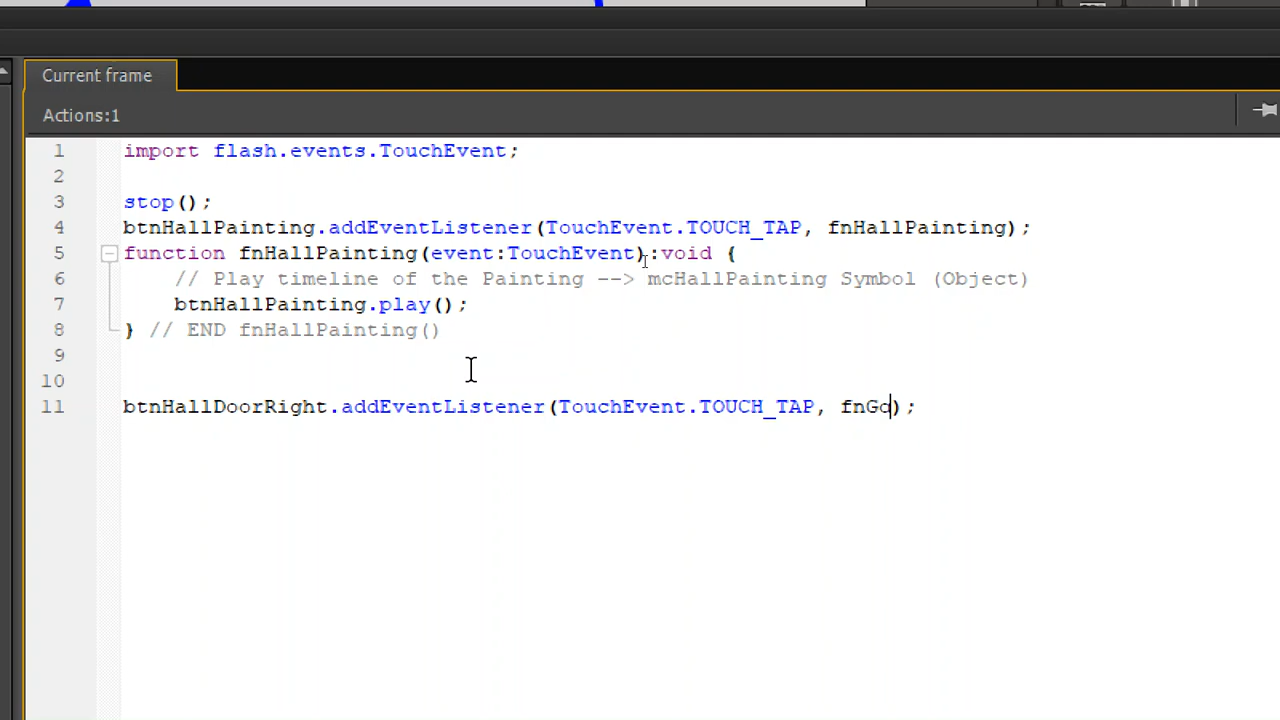 Current frame
Actions:1
1 import flash.events.TouchEvent;
2
3 stop();
4 btnHallPainting.addEventListener(TouchEvent.TOUCH_TAP, fnHallPainting);
5 function fnHallPainting(event:TouchEvent):void {
6 // Play timeline of the Painting --> mcHallPainting Symbol (Object)
7 btnHallPainting.play();
8 } // END fnHallPainting()
9
10
11 btnHallDoorRight.addEventListener(TouchEvent.TOUCH_TAP, fnGo);